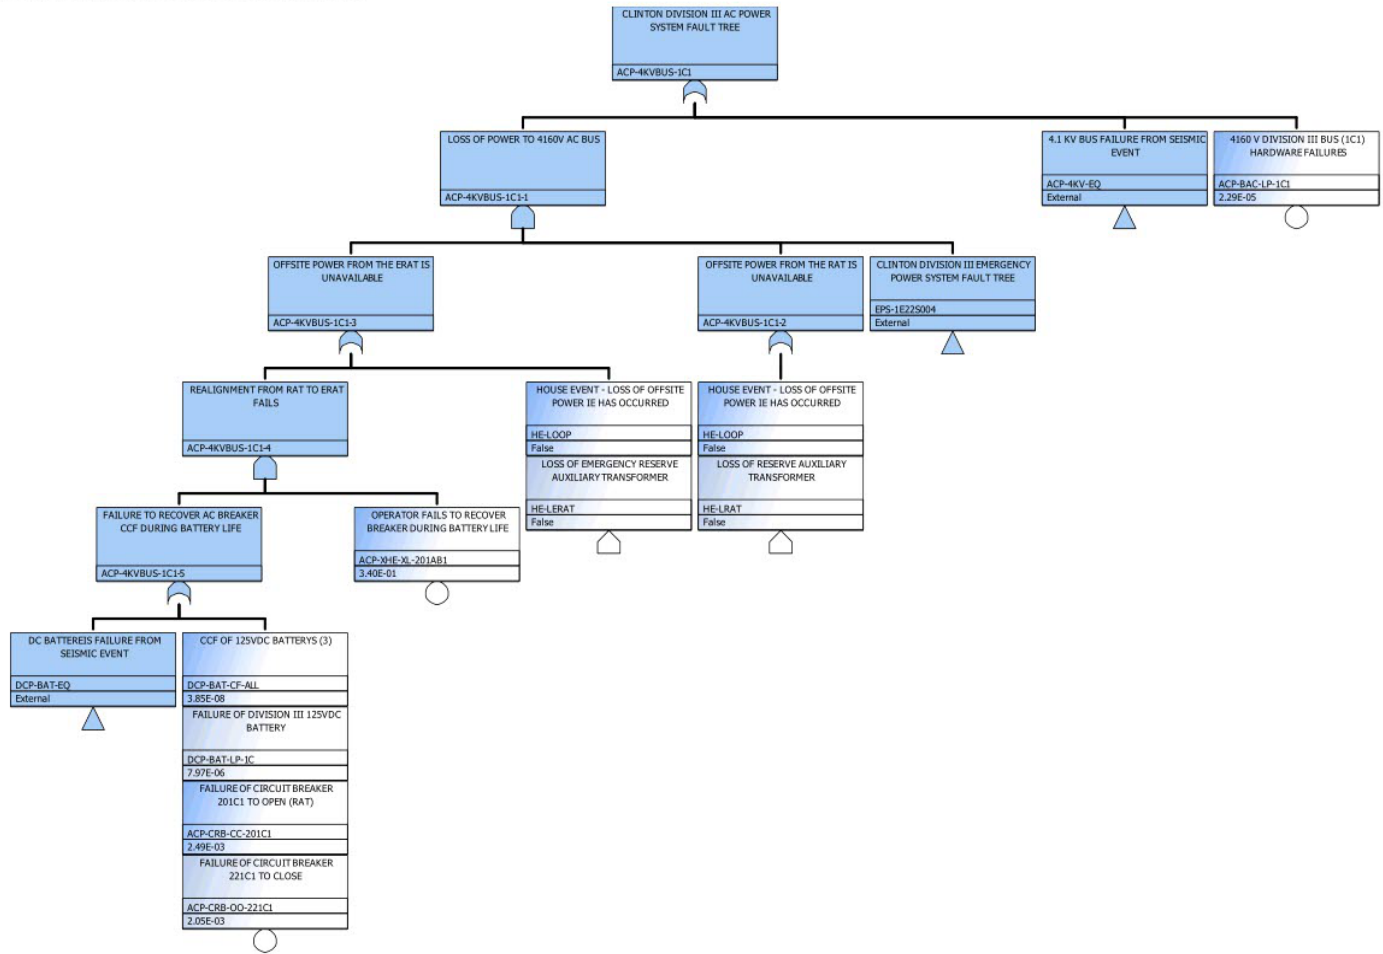 CLINTON DIVISION III AC POWER
SYSTEM FAULT TREE
ACP-4KVBUS-1C1
LOSS OF POWER TO 4160V AC BUS
ACP-4KVBUS-1C1-1
4.1 KV BUS FAILURE FROM SEISMIC
EVENT
ACP-4KV-EQ
External
4160 V DIVISION III BUS (1C1)
HARDWARE FAILURES
ACP-BAC-LP-1C1
2.29E-05
OFFSITE POWER FROM THE ERAT IS
UNAVAILABLE
ACP-4KVBUS-1C1-3
OFFSITE POWER FROM THE RAT IS
UNAVAILABLE
ACP-4KVBUS-1C1-2
CLINTON DIVISION III EMERGENCY
POWER SYSTEM FAULT TREE
EPS-1E22S004
External
REALIGNMENT FROM RAT TO ERAT
FAILS
ACP-4KVBUS-1C1-4
HOUSE EVENT - LOSS OF OFFSITE
POWER IE HAS OCCURRED
HE-LOOP
False
LOSS OF EMERGENCY RESERVE
AUXILIARY TRANSFORMER
HE-LERAT
False
HOUSE EVENT - LOSS OF OFFSITE
POWER IE HAS OCCURRED
HE-LOOP
False
LOSS OF RESERVE AUXILIARY
TRANSFORMER
HE-LRAT
False
FAILURE TO RECOVER AC BREAKER
CCF DURING BATTERY LIFE
ACP-4KVBUS-1C1-5
OPERATOR FAILS TO RECOVER
BREAKER DURING BATTERY LIFE
ACP-XHE-XL-201AB1
3.40E-01
DC BATTEREIS FAILURE FROM
SEISMIC EVENT
DCP-BAT-EQ
External
CCF OF 125VDC BATTERYS (3)
DCP-BAT-CF-ALL
3.85E-08
FAILURE OF DIVISION III 125VDC
BATTERY
DCP-BAT-LP-1C
7.97E-06
FAILURE OF CIRCUIT BREAKER
201C1 TO OPEN (RAT)
ACP-CRB-CC-201C1
2.49E-03
FAILURE OF CIRCUIT BREAKER
221C1 TO CLOSE
ACP-CRB-OO-221C1
2.05E-03